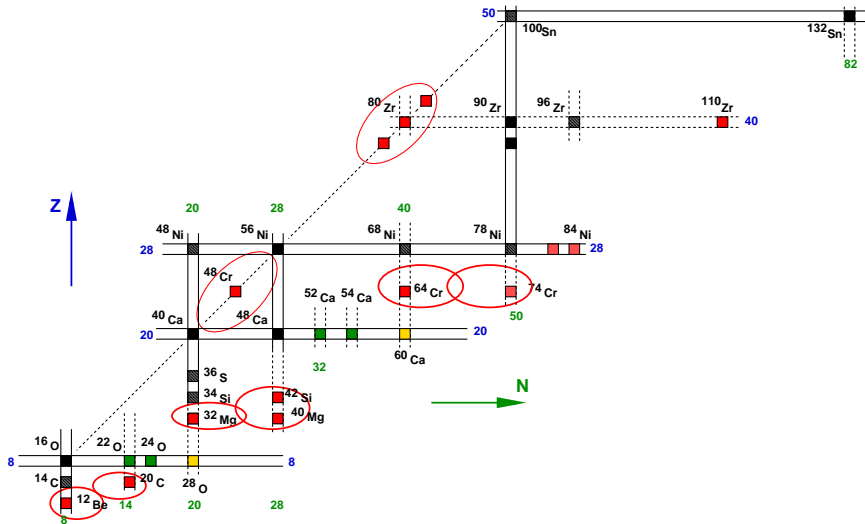 50
100Sn
132Sn
82
80Zr
90Zr
96Zr
110Zr
40
Z
20
28
40
48Ni
56Ni
68Ni
78Ni
84Ni
28
28
48Cr
64Cr
74Cr
52Ca
54Ca
50
40Ca
48Ca
20
20
32
60Ca
36S
34Si
42Si
32Mg
40Mg
N
16O
22O
24O
8
8
14C
20C
28O
12Be
8
14
20
28